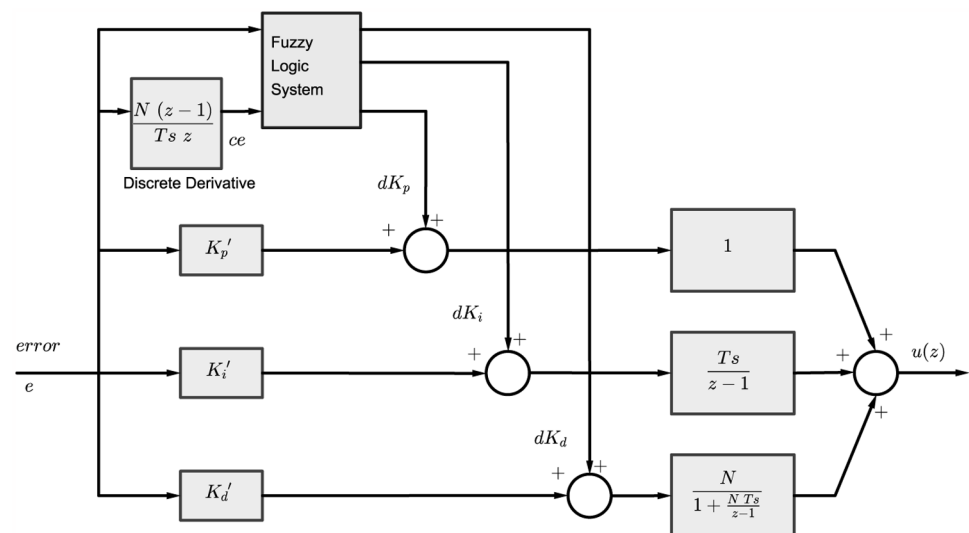 Fuzzy
Logic
System
N (z − 1)
Ts z
ce
Discrete Derivative
dK_p
+
+
K_p′
1
dK_i
error
e
+
+
K_i′
Ts
z − 1
+
+
u(z)
+
dK_d
+
+
K_d′
N
1 + N Ts
z−1